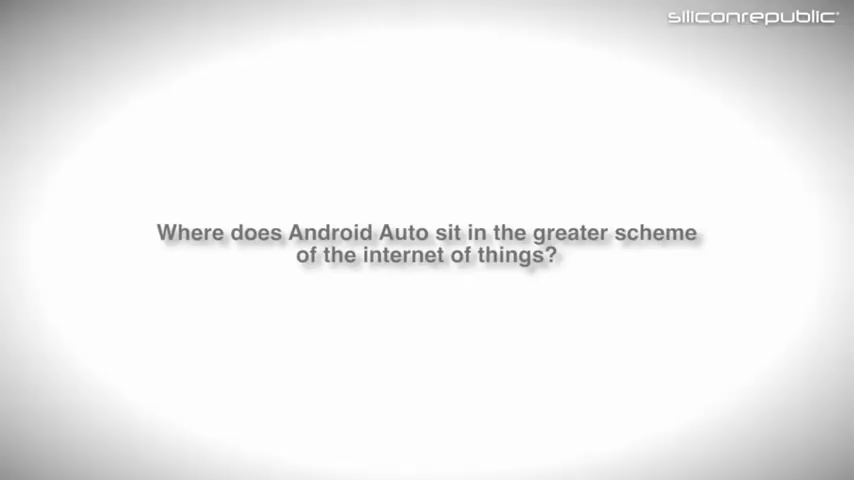 siliconrepublic
Where does Android Auto sit in the greater scheme
of the internet of things?